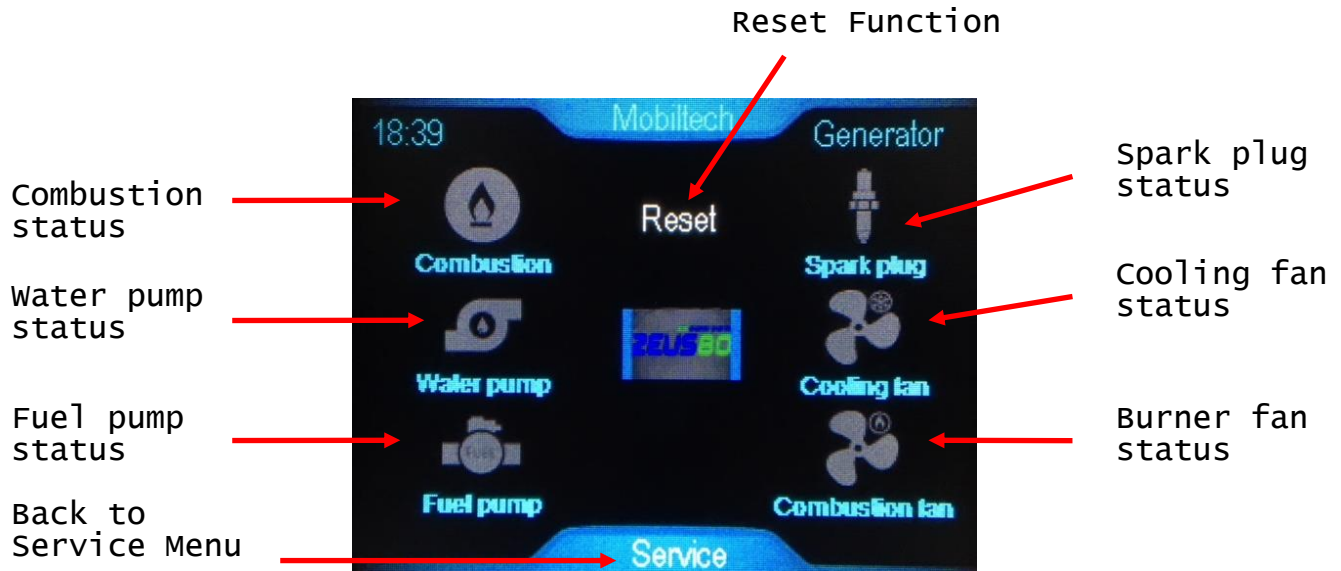 Reset Function
18:39
Mobiltech
Generator
Combustion
status
Reset
Spark plug
status
Combustion
Spark plug
Water pump
status
ZEUS80
Cooling fan
status
Water pump
Cooling fan
Fuel pump
status
FUEL
Burner fan
status
Fuel pump
Combustion fan
Back to
Service Menu
Service